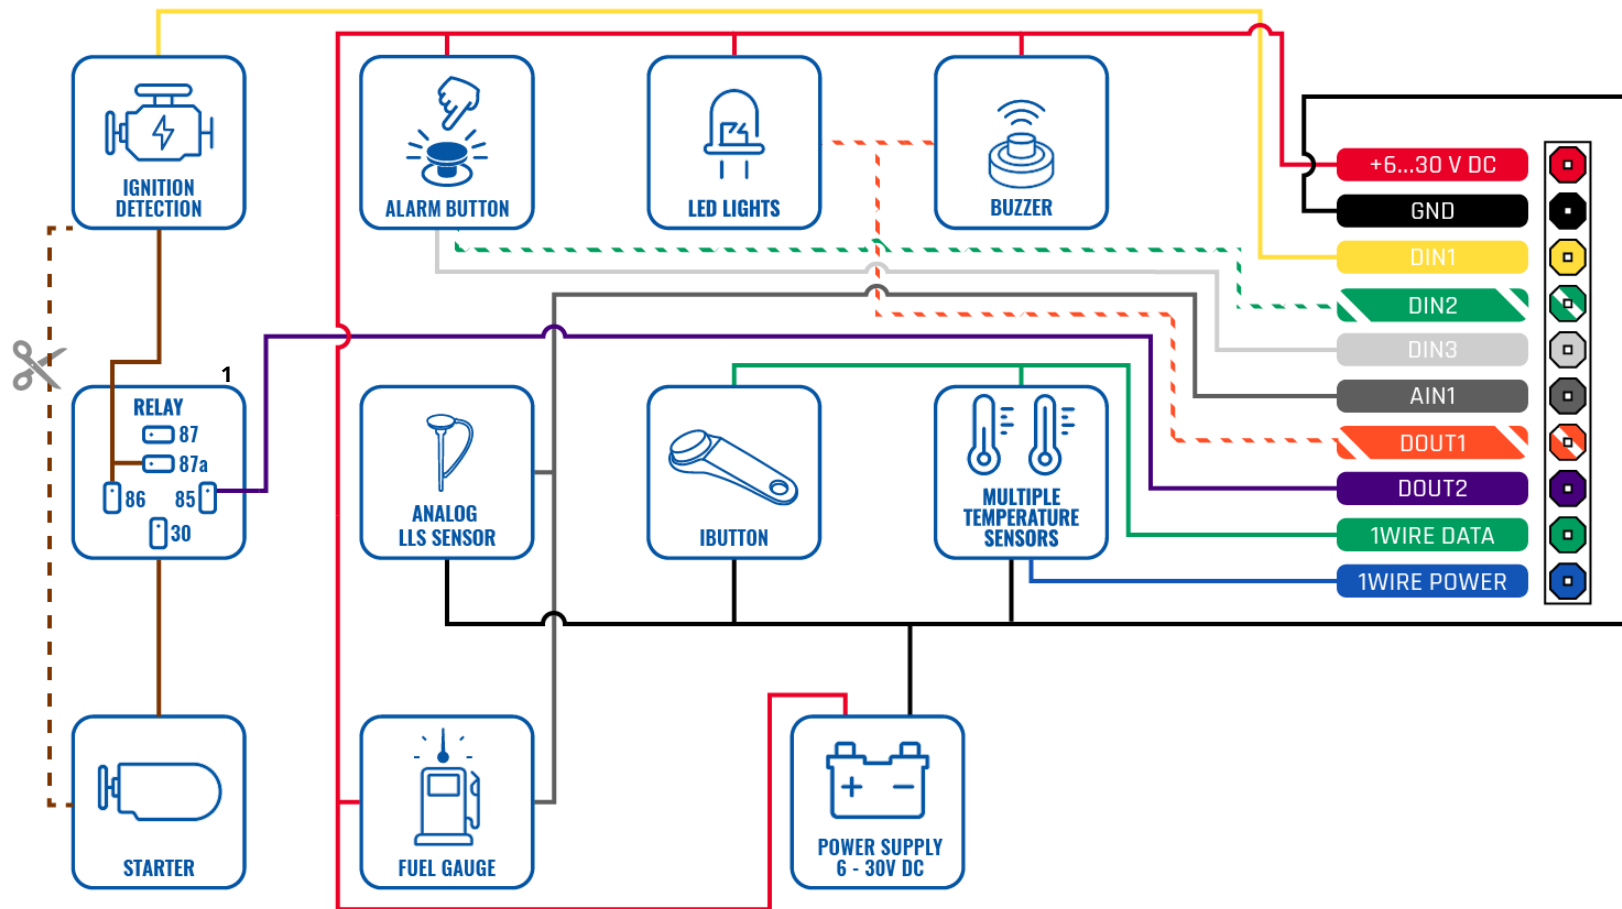 IGNITION
DETECTION
ALARM BUTTON
LED LIGHTS
BUZZER
+6...30 V DC
GND
DIN1
DIN2
DIN3
AIN1
DOUT1
DOUT2
1WIRE DATA
1WIRE POWER
1
RELAY
87
87a
86
85
30
ANALOG
LLS SENSOR
IBUTTON
MULTIPLE
TEMPERATURE
SENSORS
STARTER
FUEL GAUGE
+ −
POWER SUPPLY
6 - 30V DC